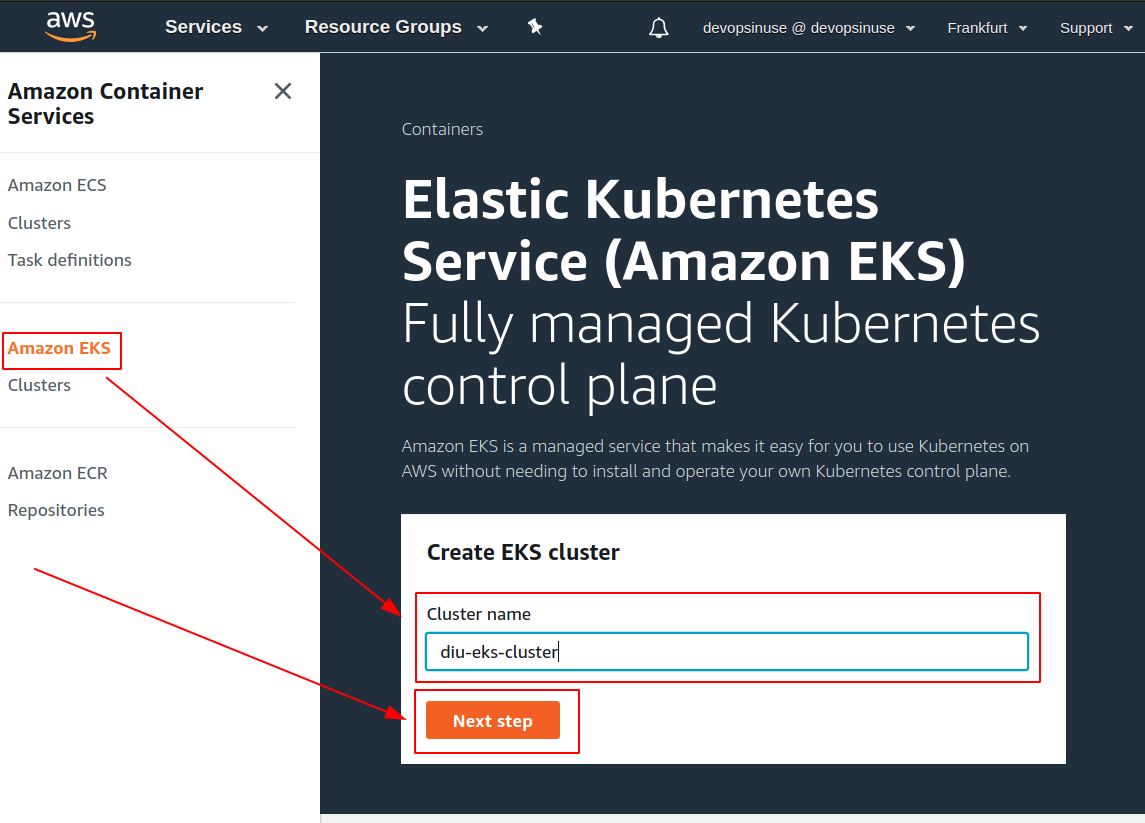 aws Services Resource Groups devopsinuse @ devopsinuse Frankfurt Support
Amazon Container
Services
Amazon ECS
Clusters
Task definitions
Amazon EKS
Clusters
Amazon ECR
Repositories
Containers
Elastic Kubernetes
Service (Amazon EKS)
Fully managed Kubernetes
control plane
Amazon EKS is a managed service that makes it easy for you to use Kubernetes on
AWS without needing to install and operate your own Kubernetes control plane.
Create EKS cluster
Cluster name
diu-eks-cluster
Next step